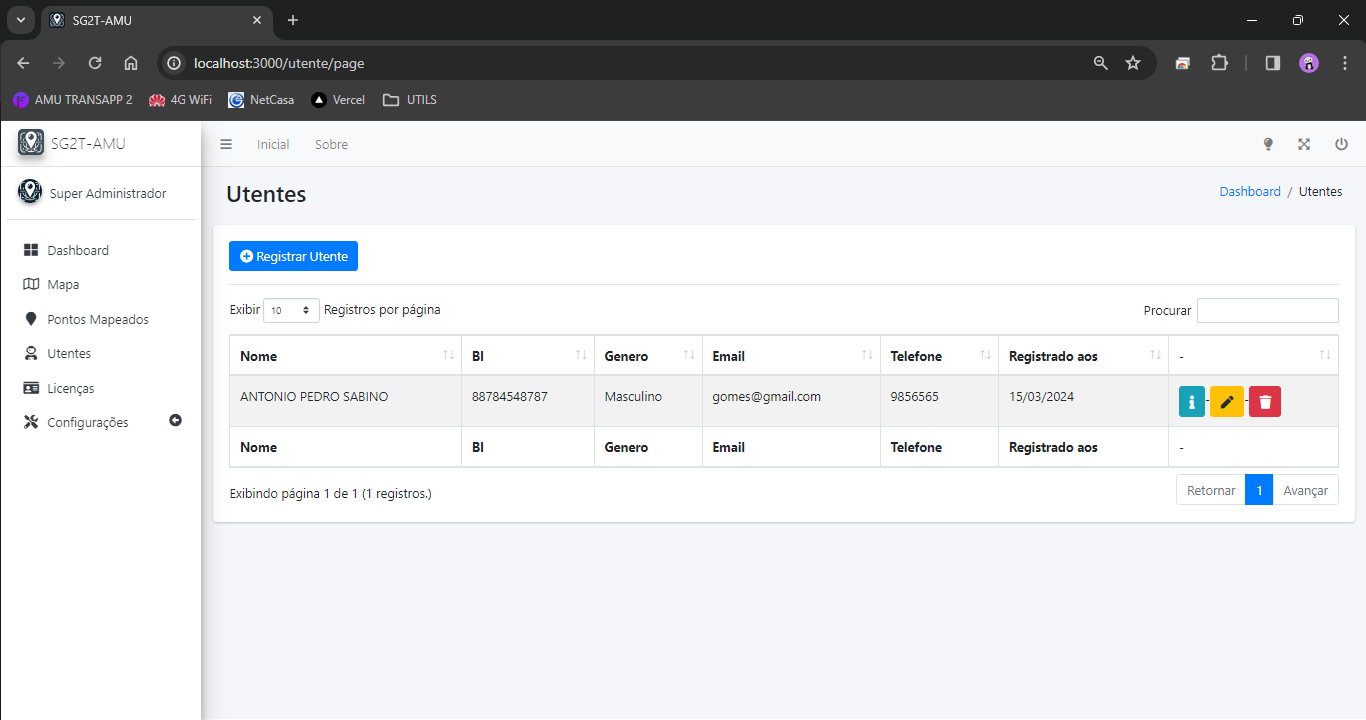 SG2T-AMU
localhost:3000/utente/page
AMU TRANSAPP 2 4G WiFi NetCasa Vercel UTILS
SG2T-AMU
Inicial Sobre
Super Administrador
Utentes
Dashboard / Utentes
Dashboard
Mapa
Pontos Mapeados
Utentes
Licenças
Configurações
Registrar Utente
Exibir 10 Registros por página
Procurar
Nome BI Genero Email Telefone Registrado aos -
ANTONIO PEDRO SABINO 88784548787 Masculino gomes@gmail.com 9856565 15/03/2024 - -
Nome BI Genero Email Telefone Registrado aos -
Exibindo página 1 de 1 (1 registros.)
Retornar 1 Avançar